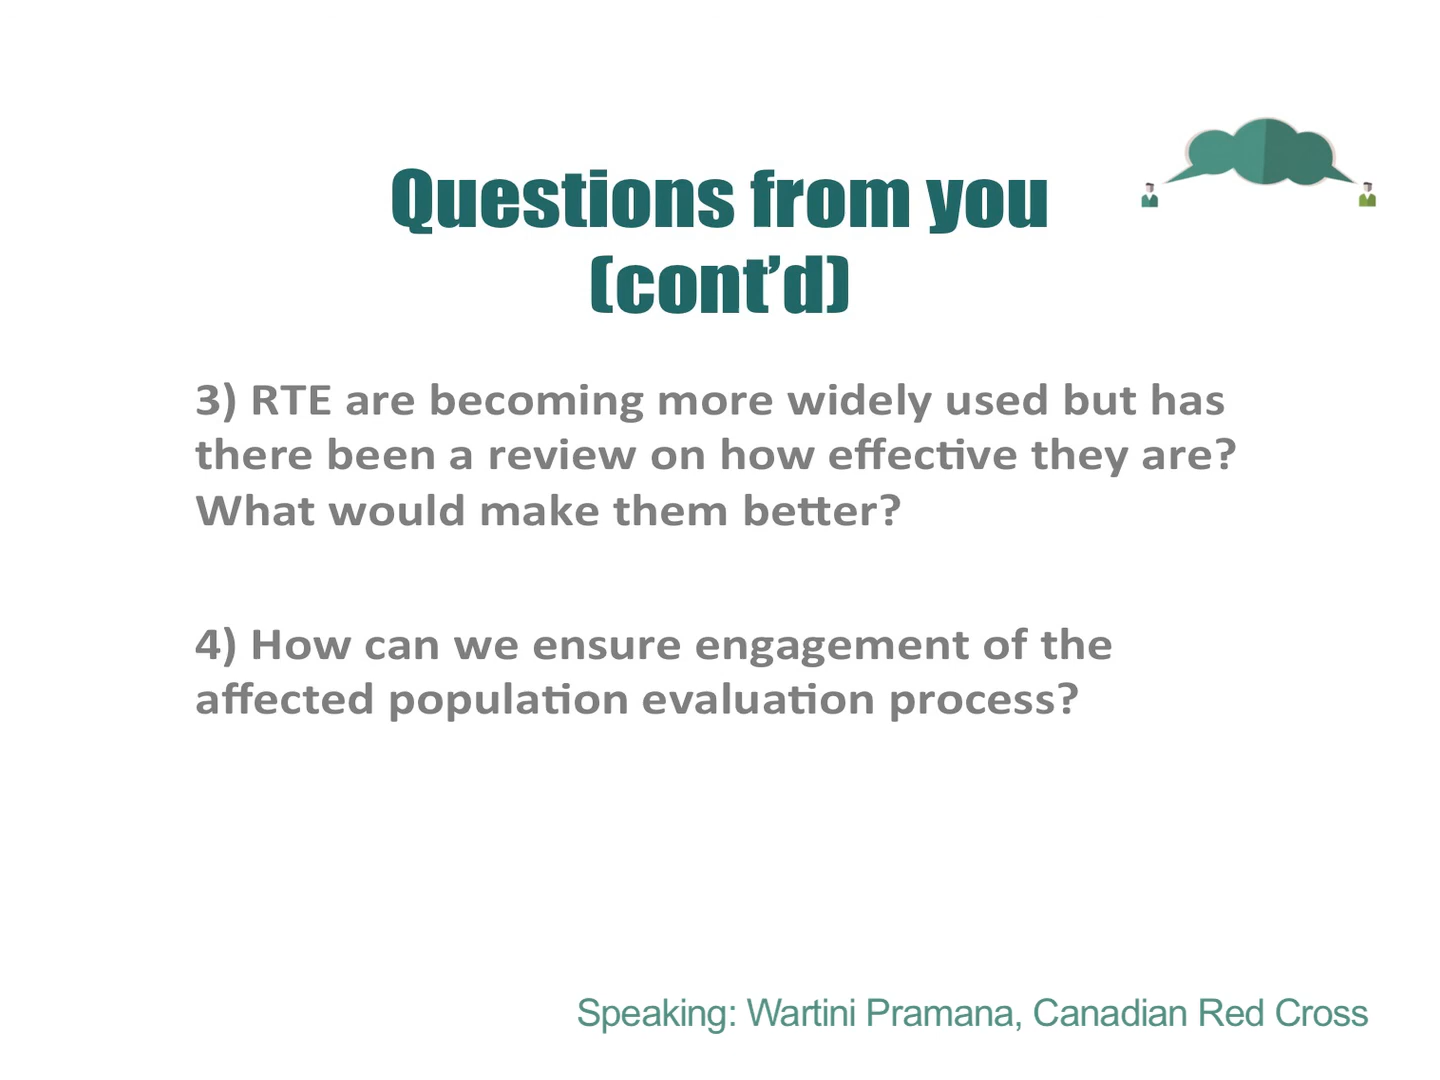 Questions from you
(cont’d)
3) RTE are becoming more widely used but has
there been a review on how effective they are?
What would make them better?
4) How can we ensure engagement of the
affected population evaluation process?
Speaking: Wartini Pramana, Canadian Red Cross